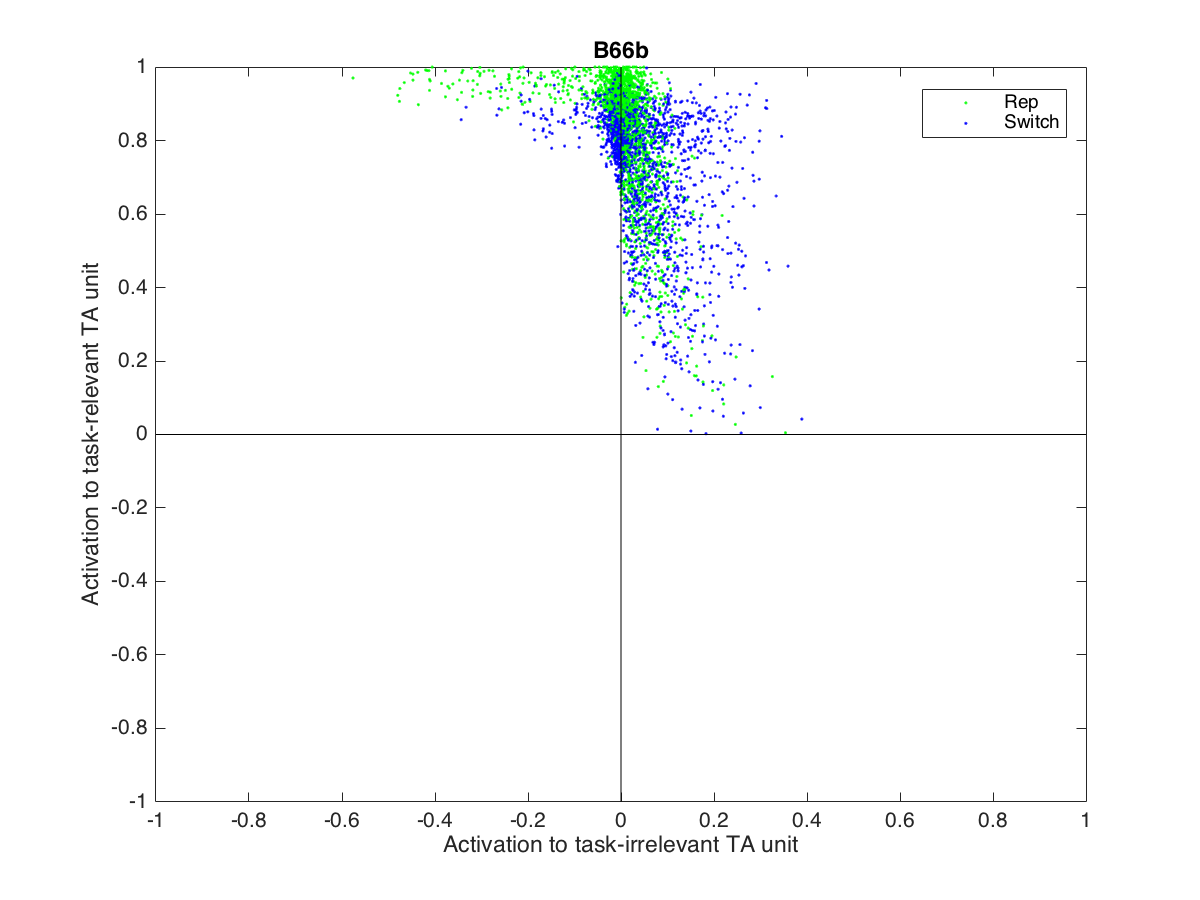 B66b
Rep
Switch
Activation to task-relevant TA unit
1
0.8
0.6
0.4
0.2
0
-0.2
-0.4
-0.6
-0.8
-1
-1 -0.8 -0.6 -0.4 -0.2 0 0.2 0.4 0.6 0.8 1
Activation to task-irrelevant TA unit